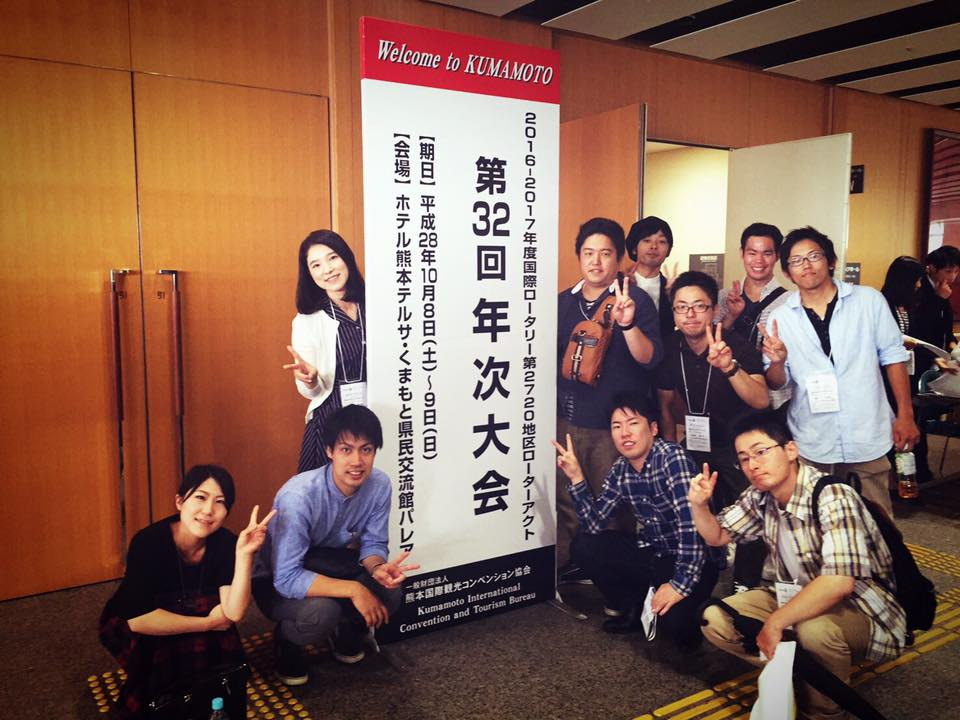 Welcome to KUMAMOTO
2016-2017年度国際ロータリー第2720地区ローターアクト
第32回年次大会
【期日】平成28年10月8日(土)~9日(日)
【会場】ホテル熊本テルサ・くまもと県民交流館パレア
一般財団法人
熊本国際観光コンベンション協会
Kumamoto International
Convention and Tourism Bureau